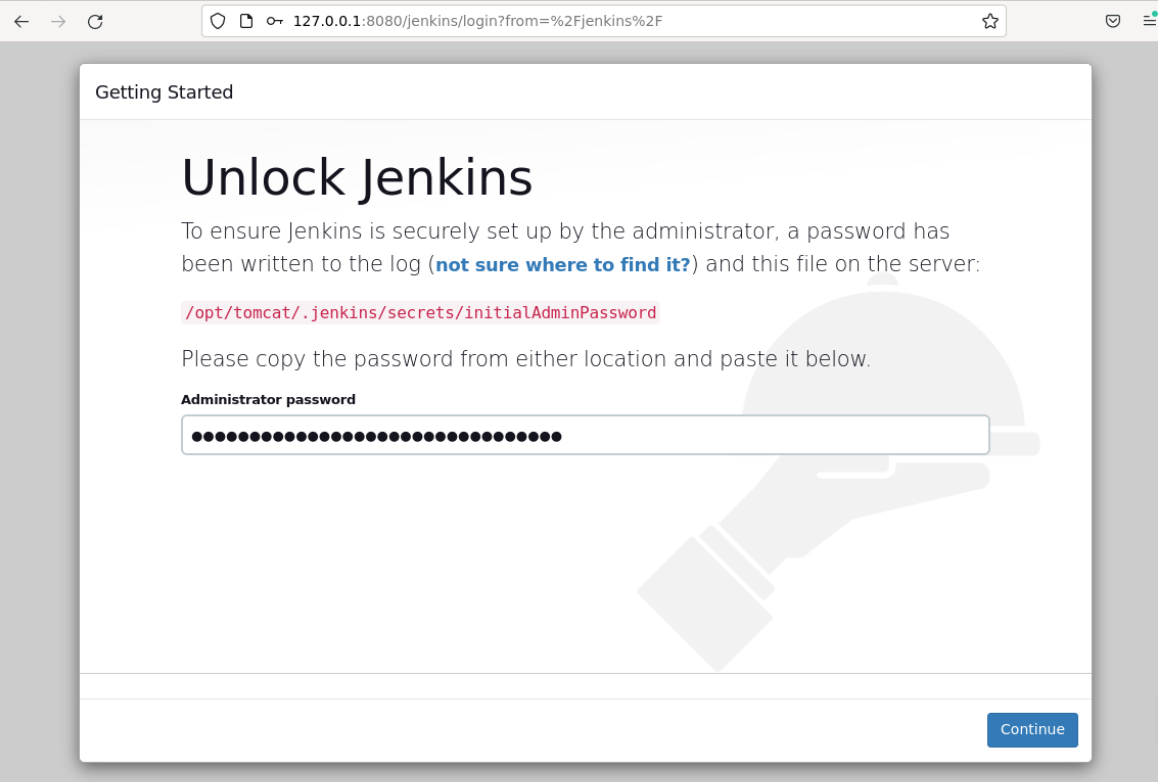 127.0.0.1:8080/jenkins/login?from=%2Fjenkins%2F
Getting Started
Unlock Jenkins
To ensure Jenkins is securely set up by the administrator, a password has
been written to the log (not sure where to find it?) and this file on the server:
/opt/tomcat/.jenkins/secrets/initialAdminPassword
Please copy the password from either location and paste it below.
Administrator password
Continue